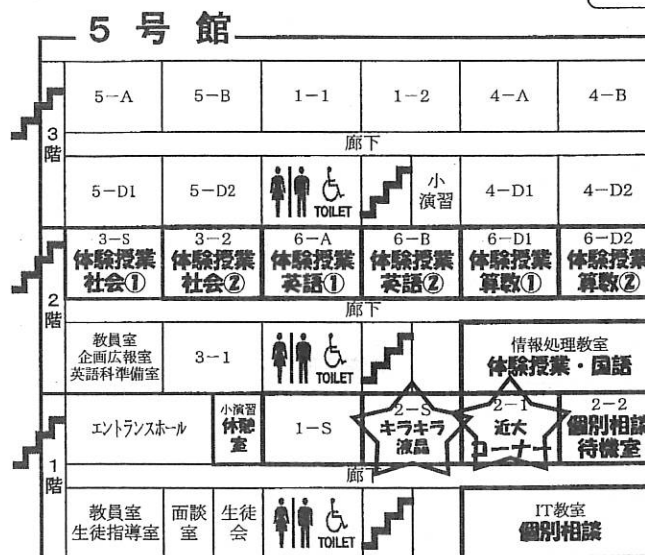 5号館
5-A 5-B 1-1 1-2 4-A 4-B
3階
廊下
5-D1 5-D2 TOILET 小演習 4-D1 4-D2
3-S 3-2 6-A 6-B 6-D1 6-D2
体験授業 体験授業 体験授業 体験授業 体験授業 体験授業
社会① 社会② 英語① 英語② 算数① 算数②
2階
廊下
教員室
企画広報室
英語科準備室
3-1
TOILET
情報処理教室
体験授業・国語
エントランスホール
小演習
休憩室
1-S
2-S
キラキラ
液晶
2-1
近大
コーナー
2-2
個別相談
待機室
1階
廊下
教員室
生徒指導室
面談室
生徒会
TOILET
IT教室
個別相談